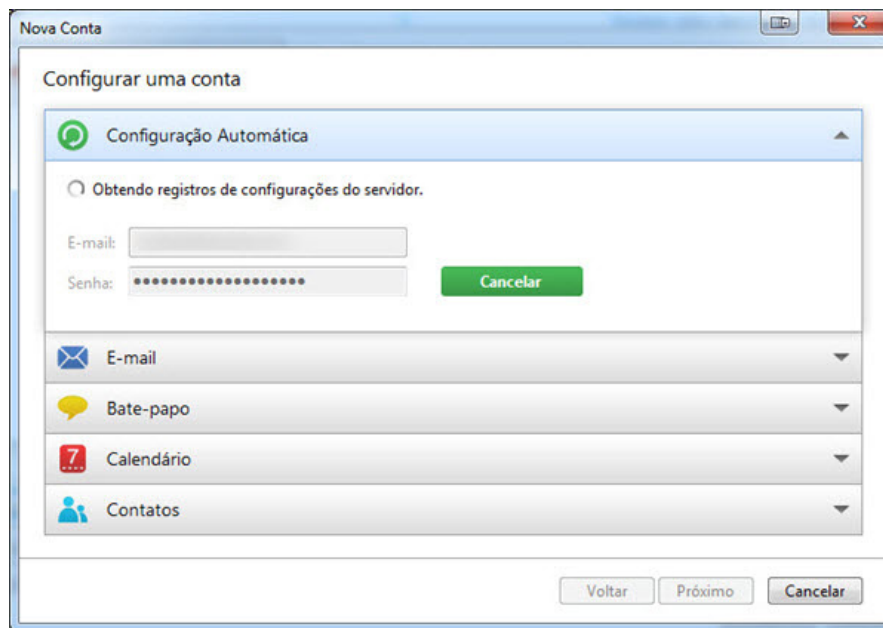 Nova Conta
Configurar uma conta
Configuração Automática
Obtendo registros de configurações do servidor.
E-mail:
Senha: •••••••••••••••••••
Cancelar
E-mail
Bate-papo
7 Calendário
Contatos
Voltar Próximo Cancelar